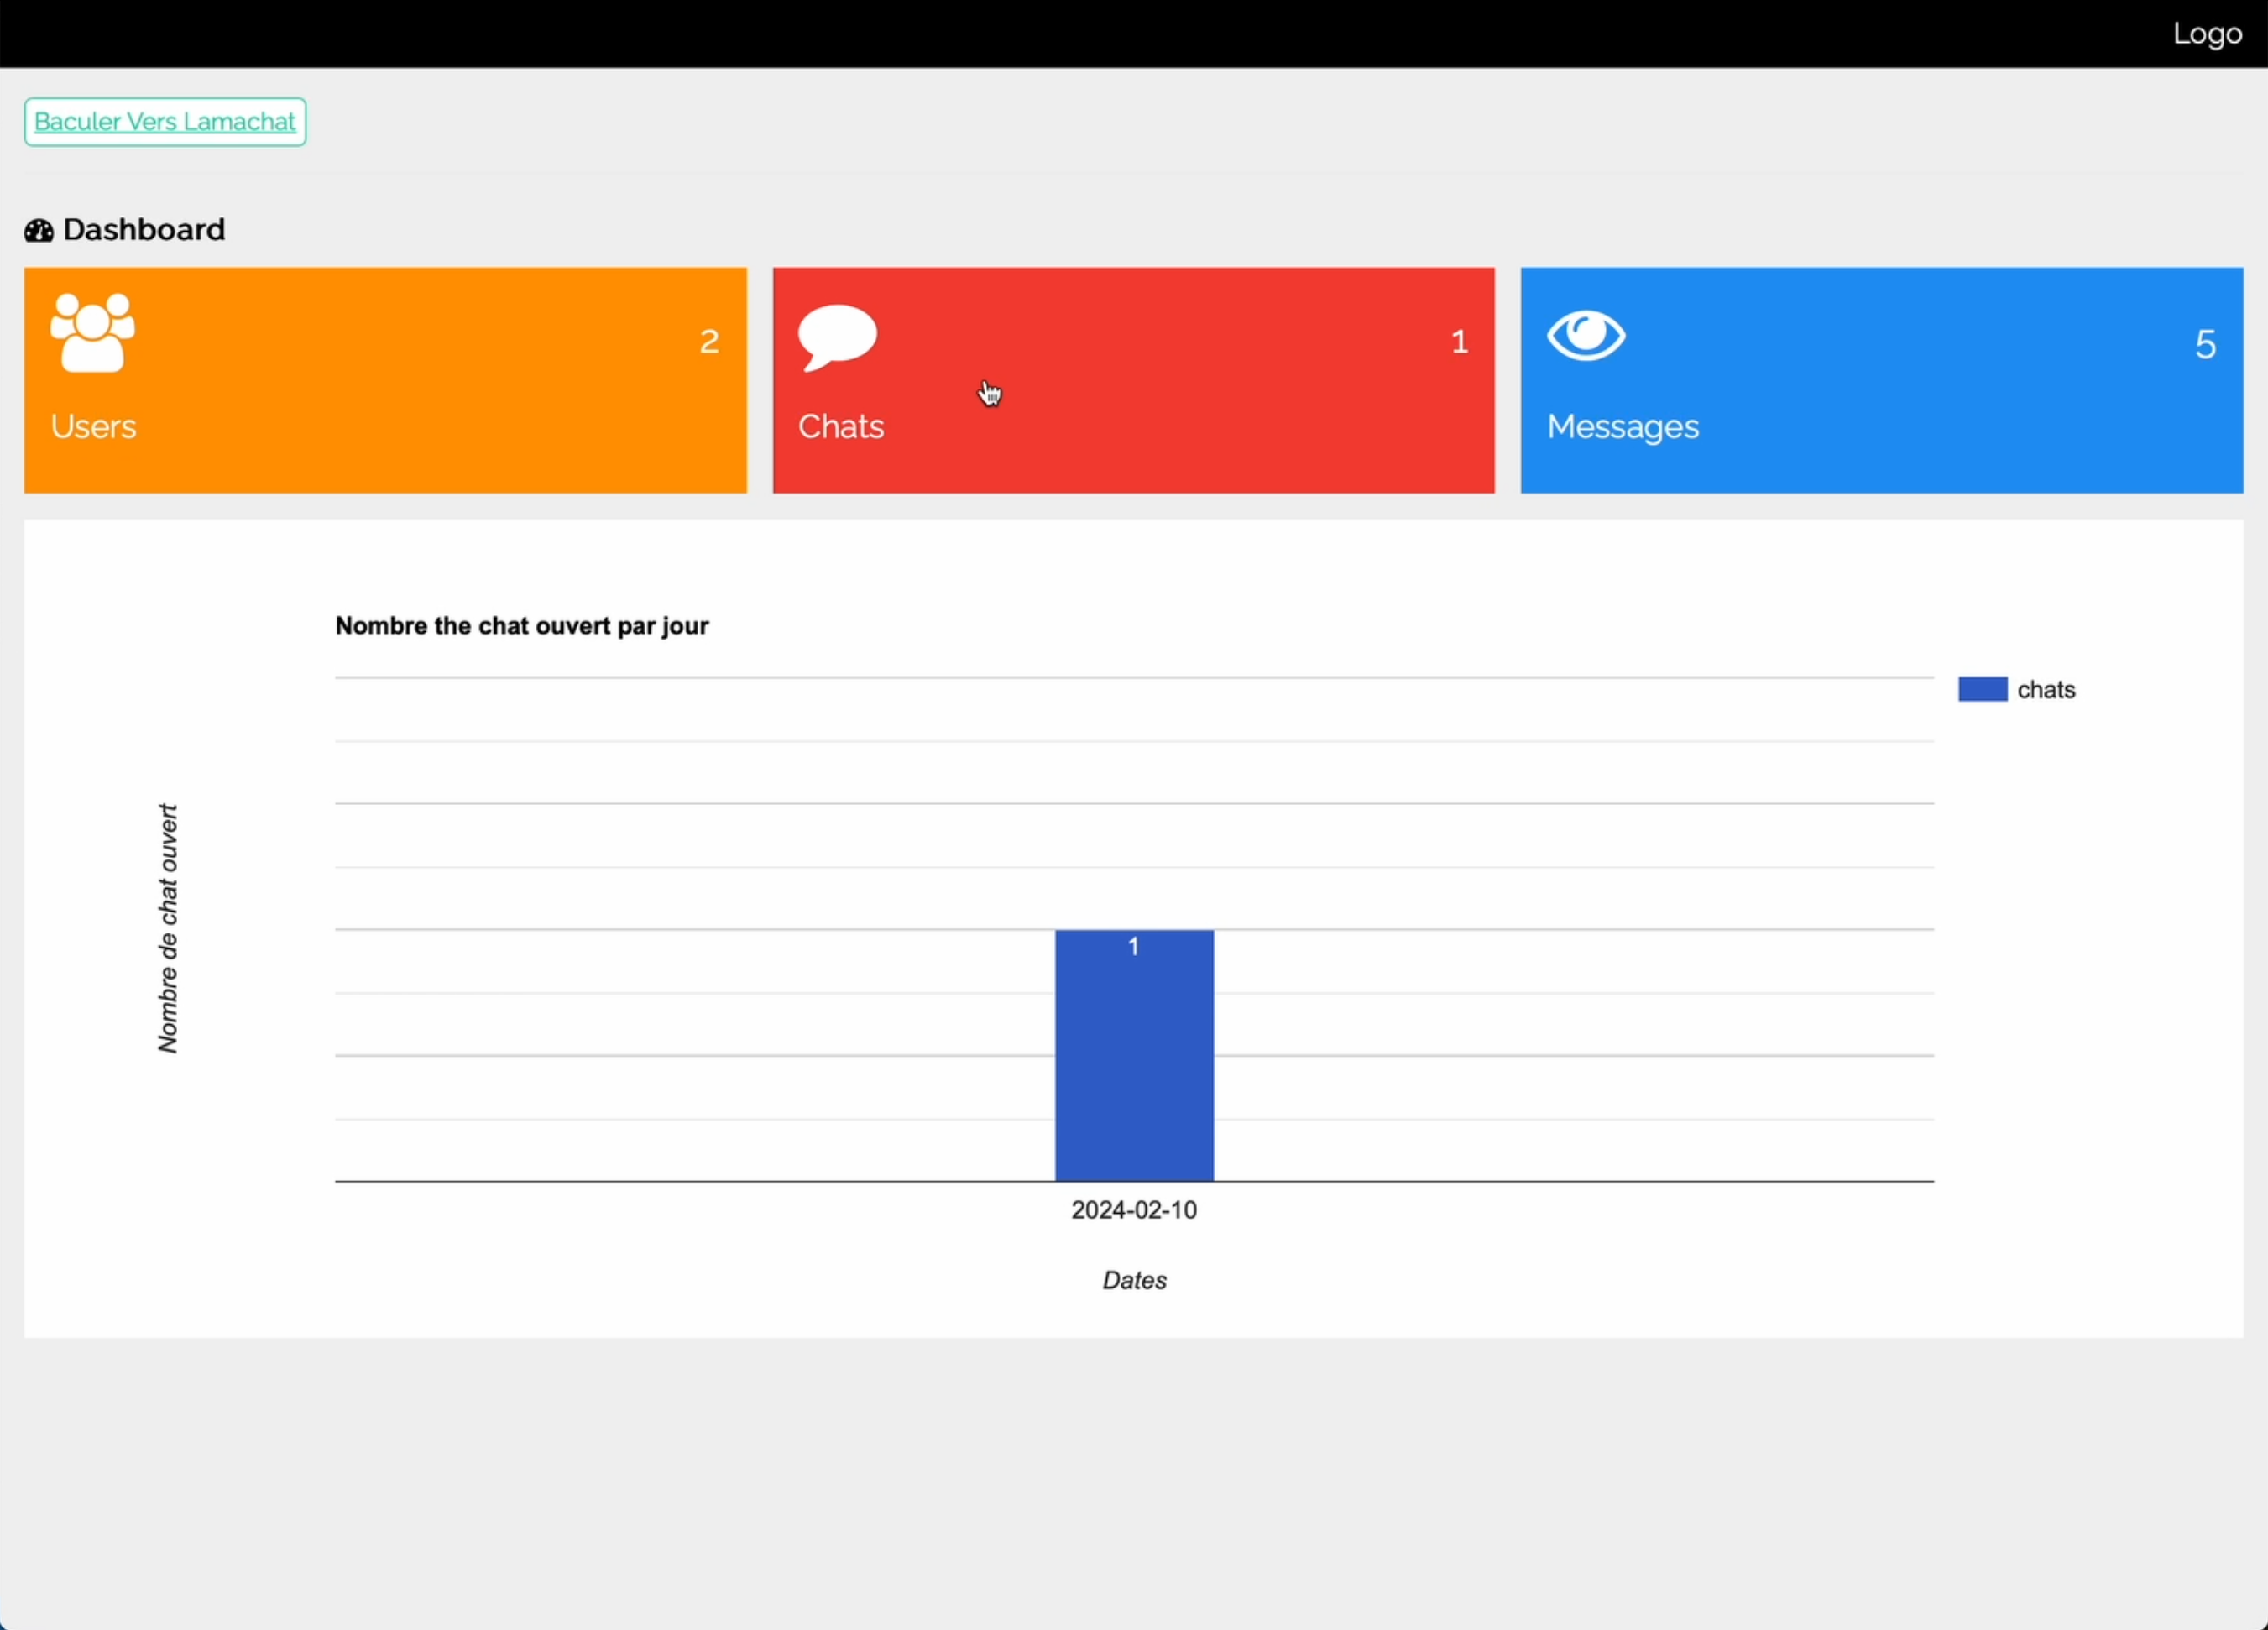 Logo
Baculer Vers Lamachat
Dashboard
2
Users
1
Chats
5
Messages
Nombre the chat ouvert par jour
chats
Nombre de chat ouvert
1
2024-02-10
Dates